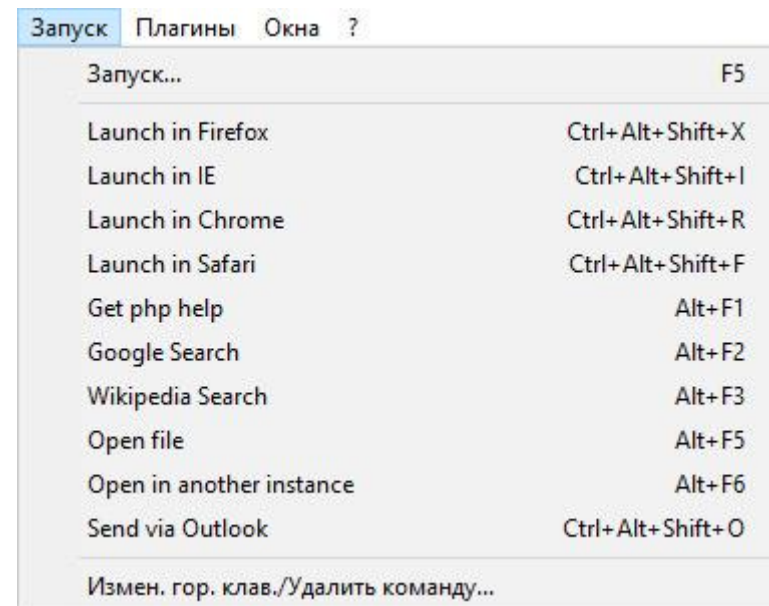 Запуск Плагины Окна ?
Запуск... F5
Launch in Firefox Ctrl+Alt+Shift+X
Launch in IE Ctrl+Alt+Shift+I
Launch in Chrome Ctrl+Alt+Shift+R
Launch in Safari Ctrl+Alt+Shift+F
Get php help Alt+F1
Google Search Alt+F2
Wikipedia Search Alt+F3
Open file Alt+F5
Open in another instance Alt+F6
Send via Outlook Ctrl+Alt+Shift+O
Измен. гор. клав./Удалить команду...